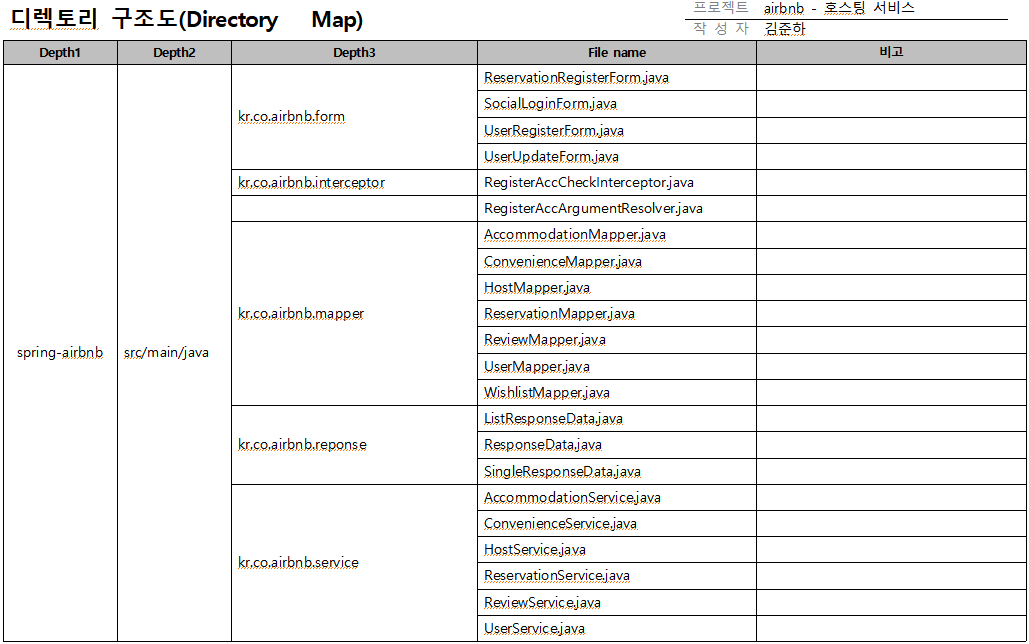 디렉토리 구조도(Directory Map)
프로젝트 airbnb - 호스팅 서비스
작 성 자 김준하
Depth1 Depth2 Depth3 File name 비고
spring-airbnb
src/main/java
kr.co.airbnb.form
ReservationRegisterForm.java
SocialLoginForm.java
UserRegisterForm.java
UserUpdateForm.java
kr.co.airbnb.interceptor
RegisterAccCheckInterceptor.java
RegisterAccArgumentResolver.java
kr.co.airbnb.mapper
AccommodationMapper.java
ConvenienceMapper.java
HostMapper.java
ReservationMapper.java
ReviewMapper.java
UserMapper.java
WishlistMapper.java
kr.co.airbnb.reponse
ListResponseData.java
ResponseData.java
SingleResponseData.java
kr.co.airbnb.service
AccommodationService.java
ConvenienceService.java
HostService.java
ReservationService.java
ReviewService.java
UserService.java